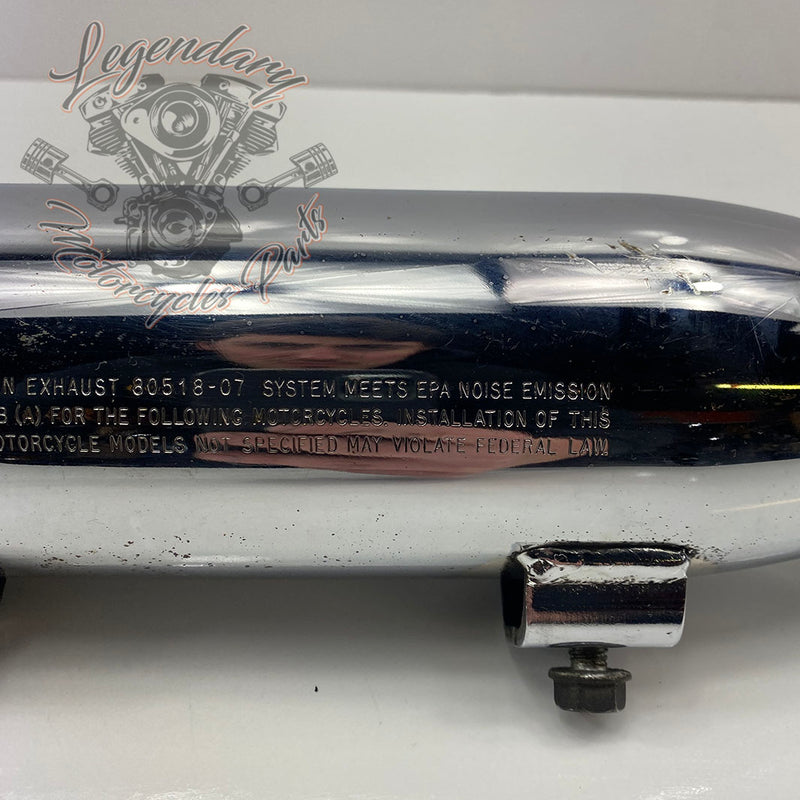 Legendary
Motorcycles Parts
N EXHAUST 80518-07 SYSTEM MEETS EPA NOISE EMISSION
B (A) FOR THE FOLLOWING MOTORCYCLES. INSTALLATION OF THIS
OTORCYCLE MODELS NOT SPECIFIED MAY VIOLATE FEDERAL LAW